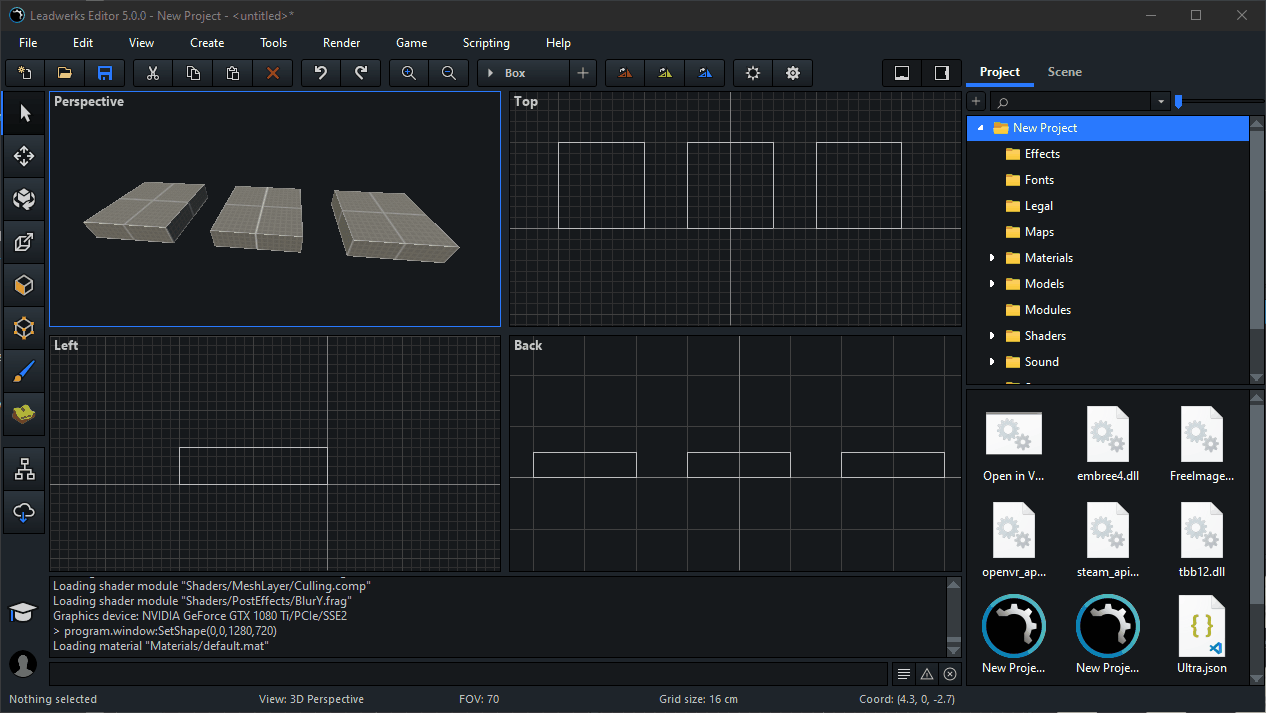 Leadwerks Editor 5.0.0 - New Project - <untitled>*
File Edit View Create Tools Render Game Scripting Help
Box
Project Scene
Perspective
Top
Left
Back
New Project
Effects
Fonts
Legal
Maps
Materials
Models
Modules
Shaders
Sound
Loading shader module "Shaders/MeshLayer/Culling.comp"
Loading shader module "Shaders/PostEffects/BlurY.frag"
Graphics device: NVIDIA GeForce GTX 1080 Ti/PCIe/SSE2
> program.window:SetShape(0,0,1280,720)
Loading material "Materials/default.mat"
Open in V... embree4.dll FreeImage...
openvr_ap... steam_api... tbb12.dll
New Proje... New Proje... Ultra.json
Nothing selected View: 3D Perspective FOV: 70 Grid size: 16 cm Coord: (4.3, 0, -2.7)